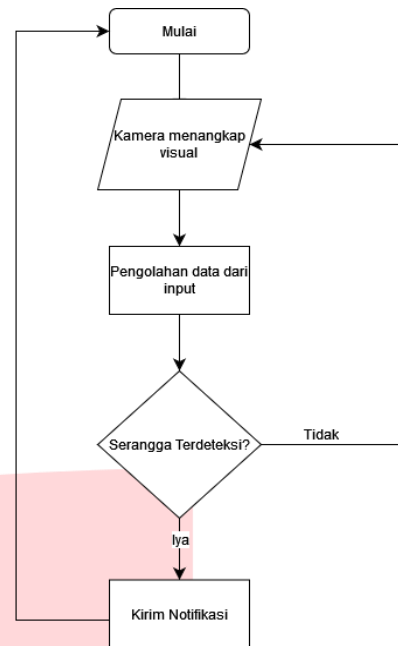 Mulai
Kamera menangkap
visual
Pengolahan data dari
input
Serangga Terdeteksi?
Tidak
Iya
Kirim Notifikasi